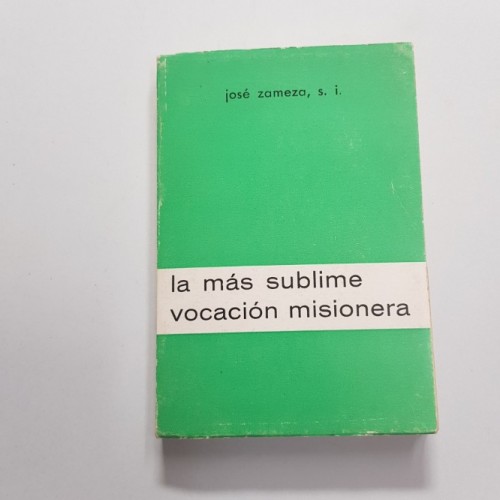 josé zameza, s. i.
la más sublime
vocación misionera